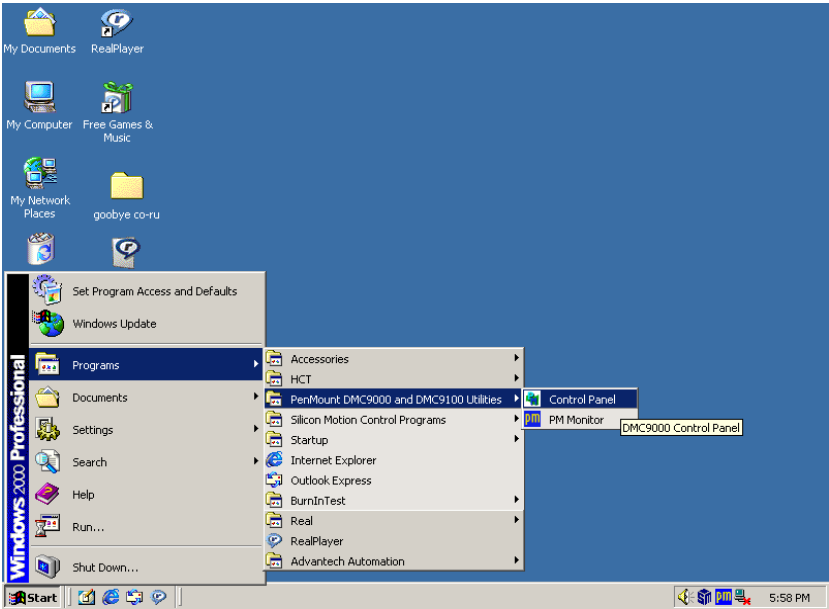 My Documents
RealPlayer
My Computer
Free Games &
Music
My Network
Places
goobye co-ru
Windows 2000 Professional
Set Program Access and Defaults
Windows Update
Programs
Documents
Settings
Search
Help
Run...
Shut Down...
Accessories
HCT
PenMount DMC9000 and DMC9100 Utilities
Silicon Motion Control Programs
Startup
Internet Explorer
Outlook Express
BurnInTest
Real
RealPlayer
Advantech Automation
Control Panel
pm
PM Monitor
DMC9000 Control Panel
Start
pm
5:58 PM